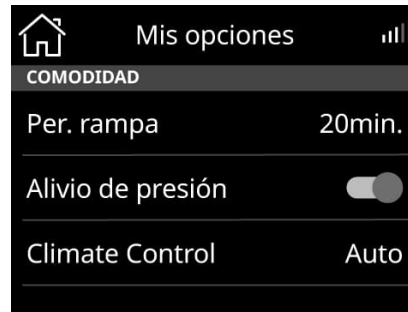 Mis opciones
COMODIDAD
Per. rampa 20min.
Alivio de presión
Climate Control Auto